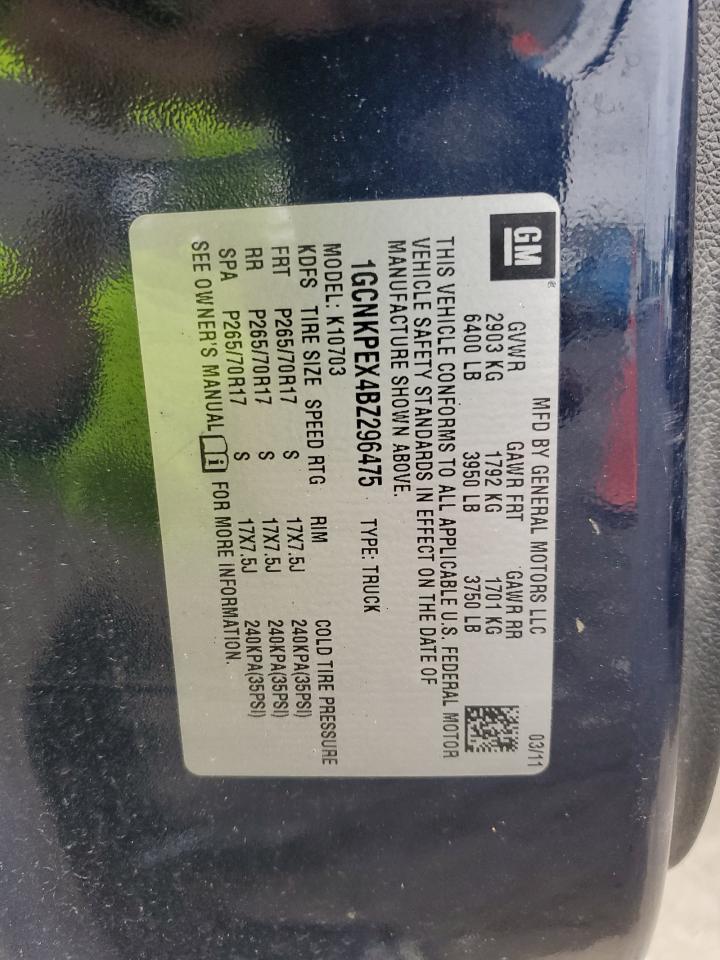 GM
MFD BY GENERAL MOTORS LLC 03/11
GVWR GAWR FRT GAWR RR
2903 KG 1792 KG 1701 KG
6400 LB 3950 LB 3750 LB
THIS VEHICLE CONFORMS TO ALL APPLICABLE U.S. FEDERAL MOTOR
VEHICLE SAFETY STANDARDS IN EFFECT ON THE DATE OF
MANUFACTURE SHOWN ABOVE.
1GCNKPEX4BZ296475 TYPE: TRUCK
MODEL: K10703
KDFS TIRE SIZE SPEED RTG RIM COLD TIRE PRESSURE
FRT P265/70R17 S 17X7.5J 240KPA(35PSI)
RR P265/70R17 S 17X7.5J 240KPA(35PSI)
SPA P265/70R17 S 17X7.5J 240KPA(35PSI)
SEE OWNER'S MANUAL i FOR MORE INFORMATION.